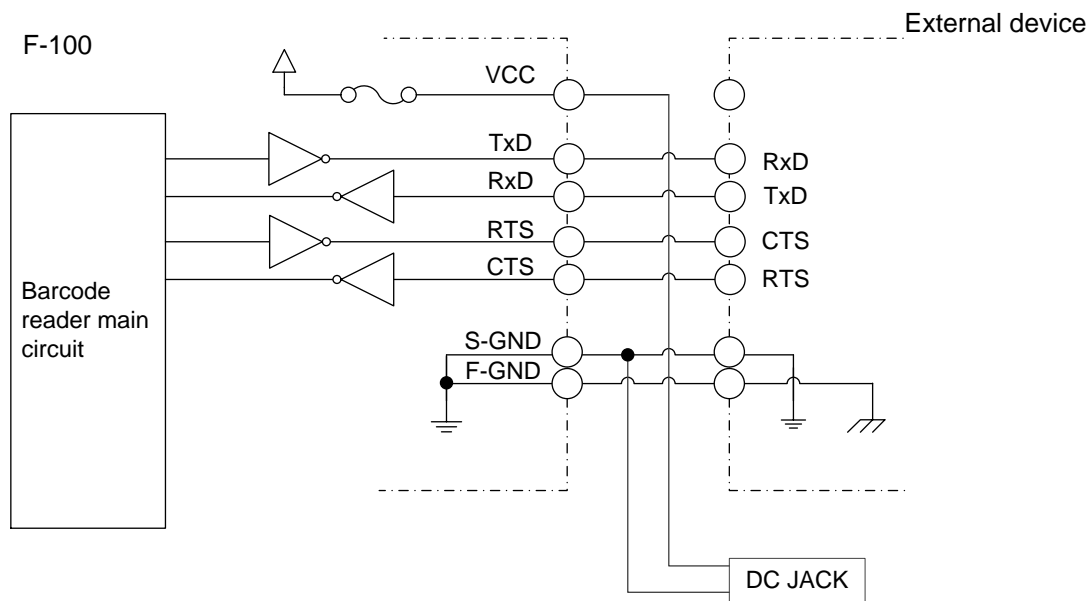 External device
F-100
VCC
TxD
RxD
RxD
TxD
RTS
CTS
CTS
RTS
Barcode
reader main
circuit
S-GND
F-GND
DC JACK